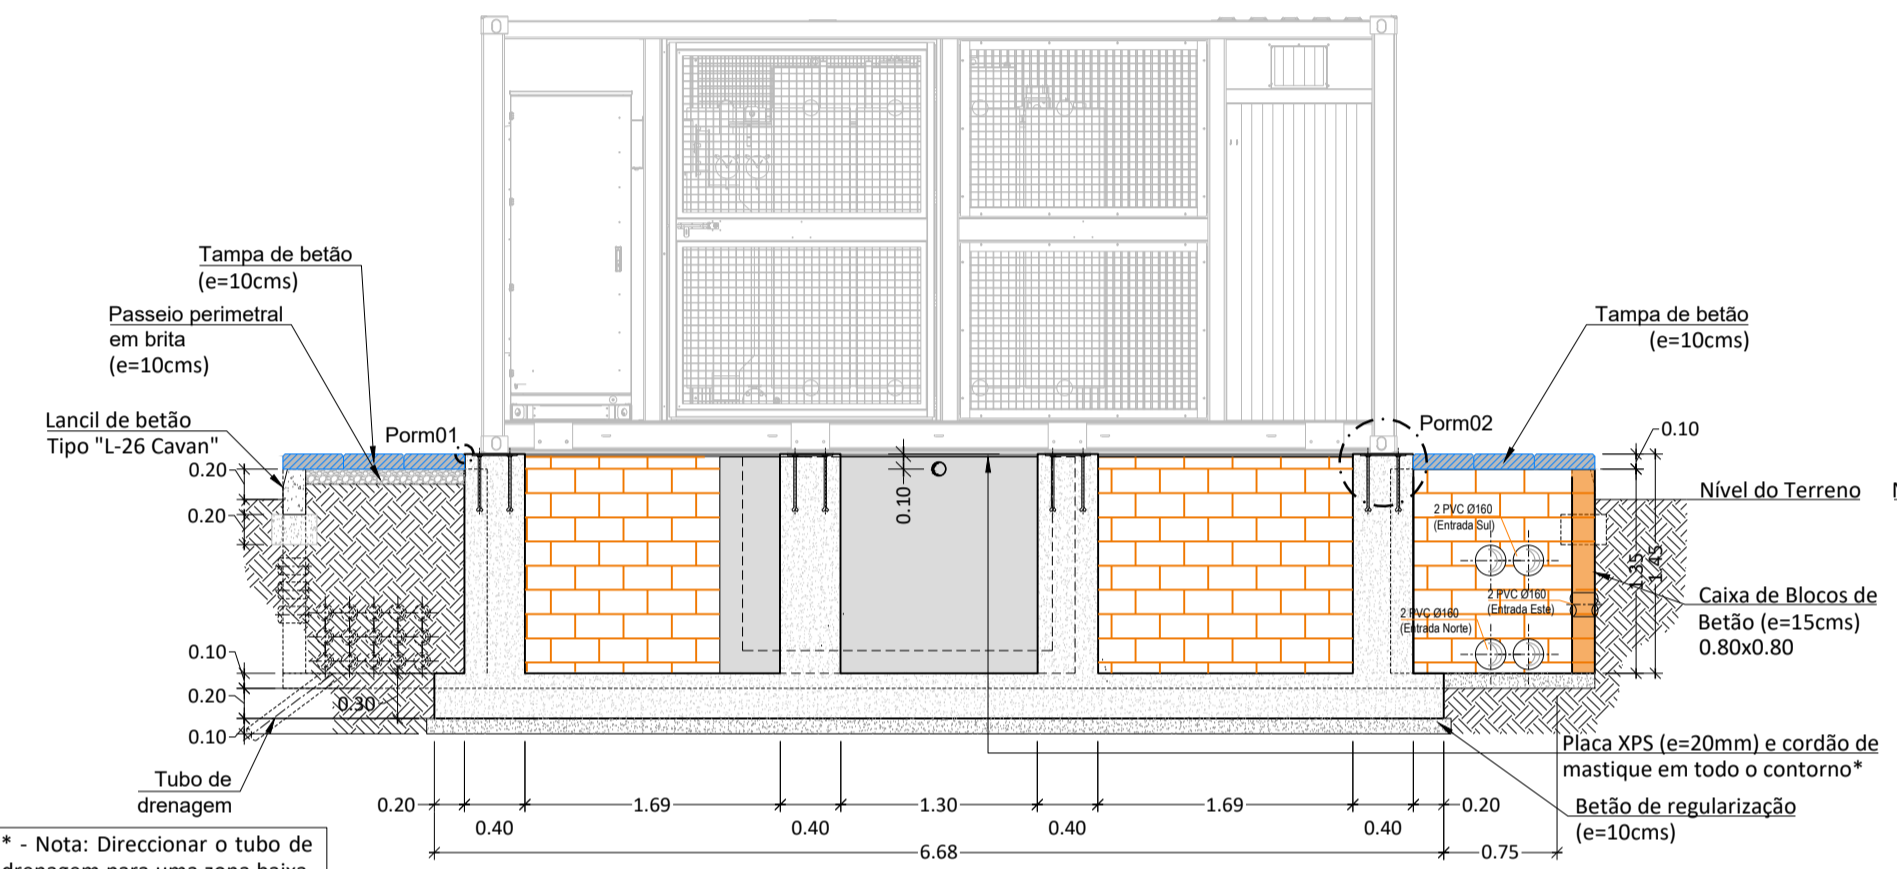 Tampa de betão
(e=10cms)
Passeio perimetral
em brita
(e=10cms)
Lancil de betão
Tipo "L-26 Cavan"
Porm01
Porm02
Tampa de betão
(e=10cms)
0.10
0.20
0.20
0.10
Nível do Terreno
2 PVC Ø160
(Entrada Sul)
1.35
1.45
2 PVC Ø160
(Entrada Este)
2 PVC Ø160
(Entrada Norte)
Caixa de Blocos de
Betão (e=15cms)
0.80x0.80
0.10
0.20
0.30
0.10
Placa XPS (e=20mm) e cordão de
mastique em todo o contorno*
Tubo de
drenagem
Betão de regularização
(e=10cms)
0.20
1.69
1.30
1.69
0.20
0.40
0.40
0.40
0.40
6.68
0.75
* - Nota: Direccionar o tubo de
drenagem para uma zona baixa